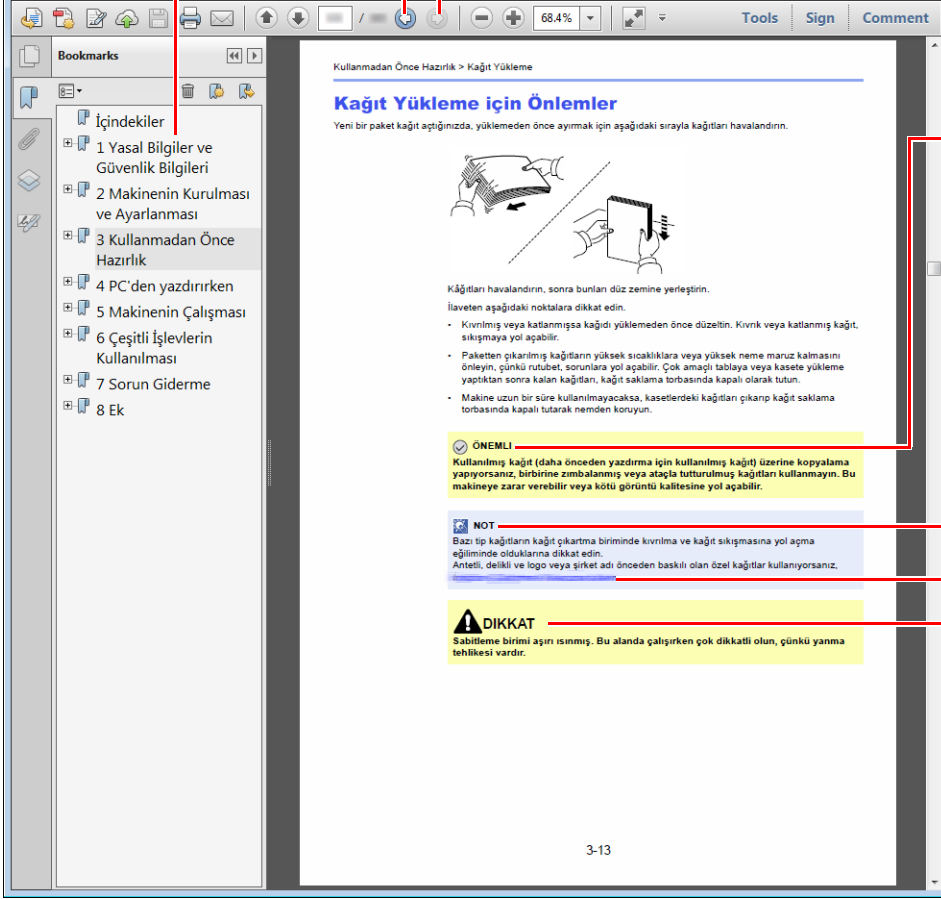 /
68.4%
Tools
Sign
Comment
Bookmarks
İçindekiler
1 Yasal Bilgiler ve
Güvenlik Bilgileri
2 Makinenin Kurulması
ve Ayarlanması
3 Kullanmadan Önce
Hazırlık
4 PC'den yazdırırken
5 Makinenin Çalışması
6 Çeşitli İşlevlerin
Kullanılması
7 Sorun Giderme
8 Ek
Kullanmadan Önce Hazırlık > Kağıt Yükleme
Kağıt Yükleme için Önlemler
Yeni bir paket kağıt açtığınızda, yüklemeden önce ayırmak için aşağıdaki sırayla kağıtları havalandırın.
Kâğıtları havalandırın, sonra bunları düz zemine yerleştirin.
İlaveten aşağıdaki noktalara dikkat edin.
• Kıvrılmış veya katlanmışsa kağıdı yüklemeden önce düzeltin. Kıvrık veya katlanmış kağıt,
sıkışmaya yol açabilir.
• Paketten çıkarılmış kağıtların yüksek sıcaklıklara veya yüksek neme maruz kalmasını
önleyin, çünkü rutubet, sorunlara yol açabilir. Çok amaçlı tablaya veya kasete yükleme
yaptıktan sonra kalan kağıtları, kağıt saklama torbasında kapalı olarak tutun.
• Makine uzun bir süre kullanılmayacaksa, kasetlerdeki kağıtları çıkarıp kağıt saklama
torbasında kapalı tutarak nemden koruyun.
ÖNEMLI
Kullanılmış kağıt (daha önceden yazdırma için kullanılmış kağıt) üzerine kopyalama
yapıyorsanız, birbirine zımbalanmış veya ataçla tutturulmuş kağıtları kullanmayın. Bu
makineye zarar verebilir veya kötü görüntü kalitesine yol açabilir.
NOT
Bazı tip kağıtların kağıt çıkartma biriminde kıvrılma ve kağıt sıkışmasına yol açma
eğiliminde olduklarına dikkat edin.
Antetli, delikli ve logo veya şirket adı önceden baskılı olan özel kağıtlar kullanıyorsanız,
DIKKAT
Sabitleme birimi aşırı ısınmış. Bu alanda çalışırken çok dikkatli olun, çünkü yanma
tehlikesi vardır.
3-13